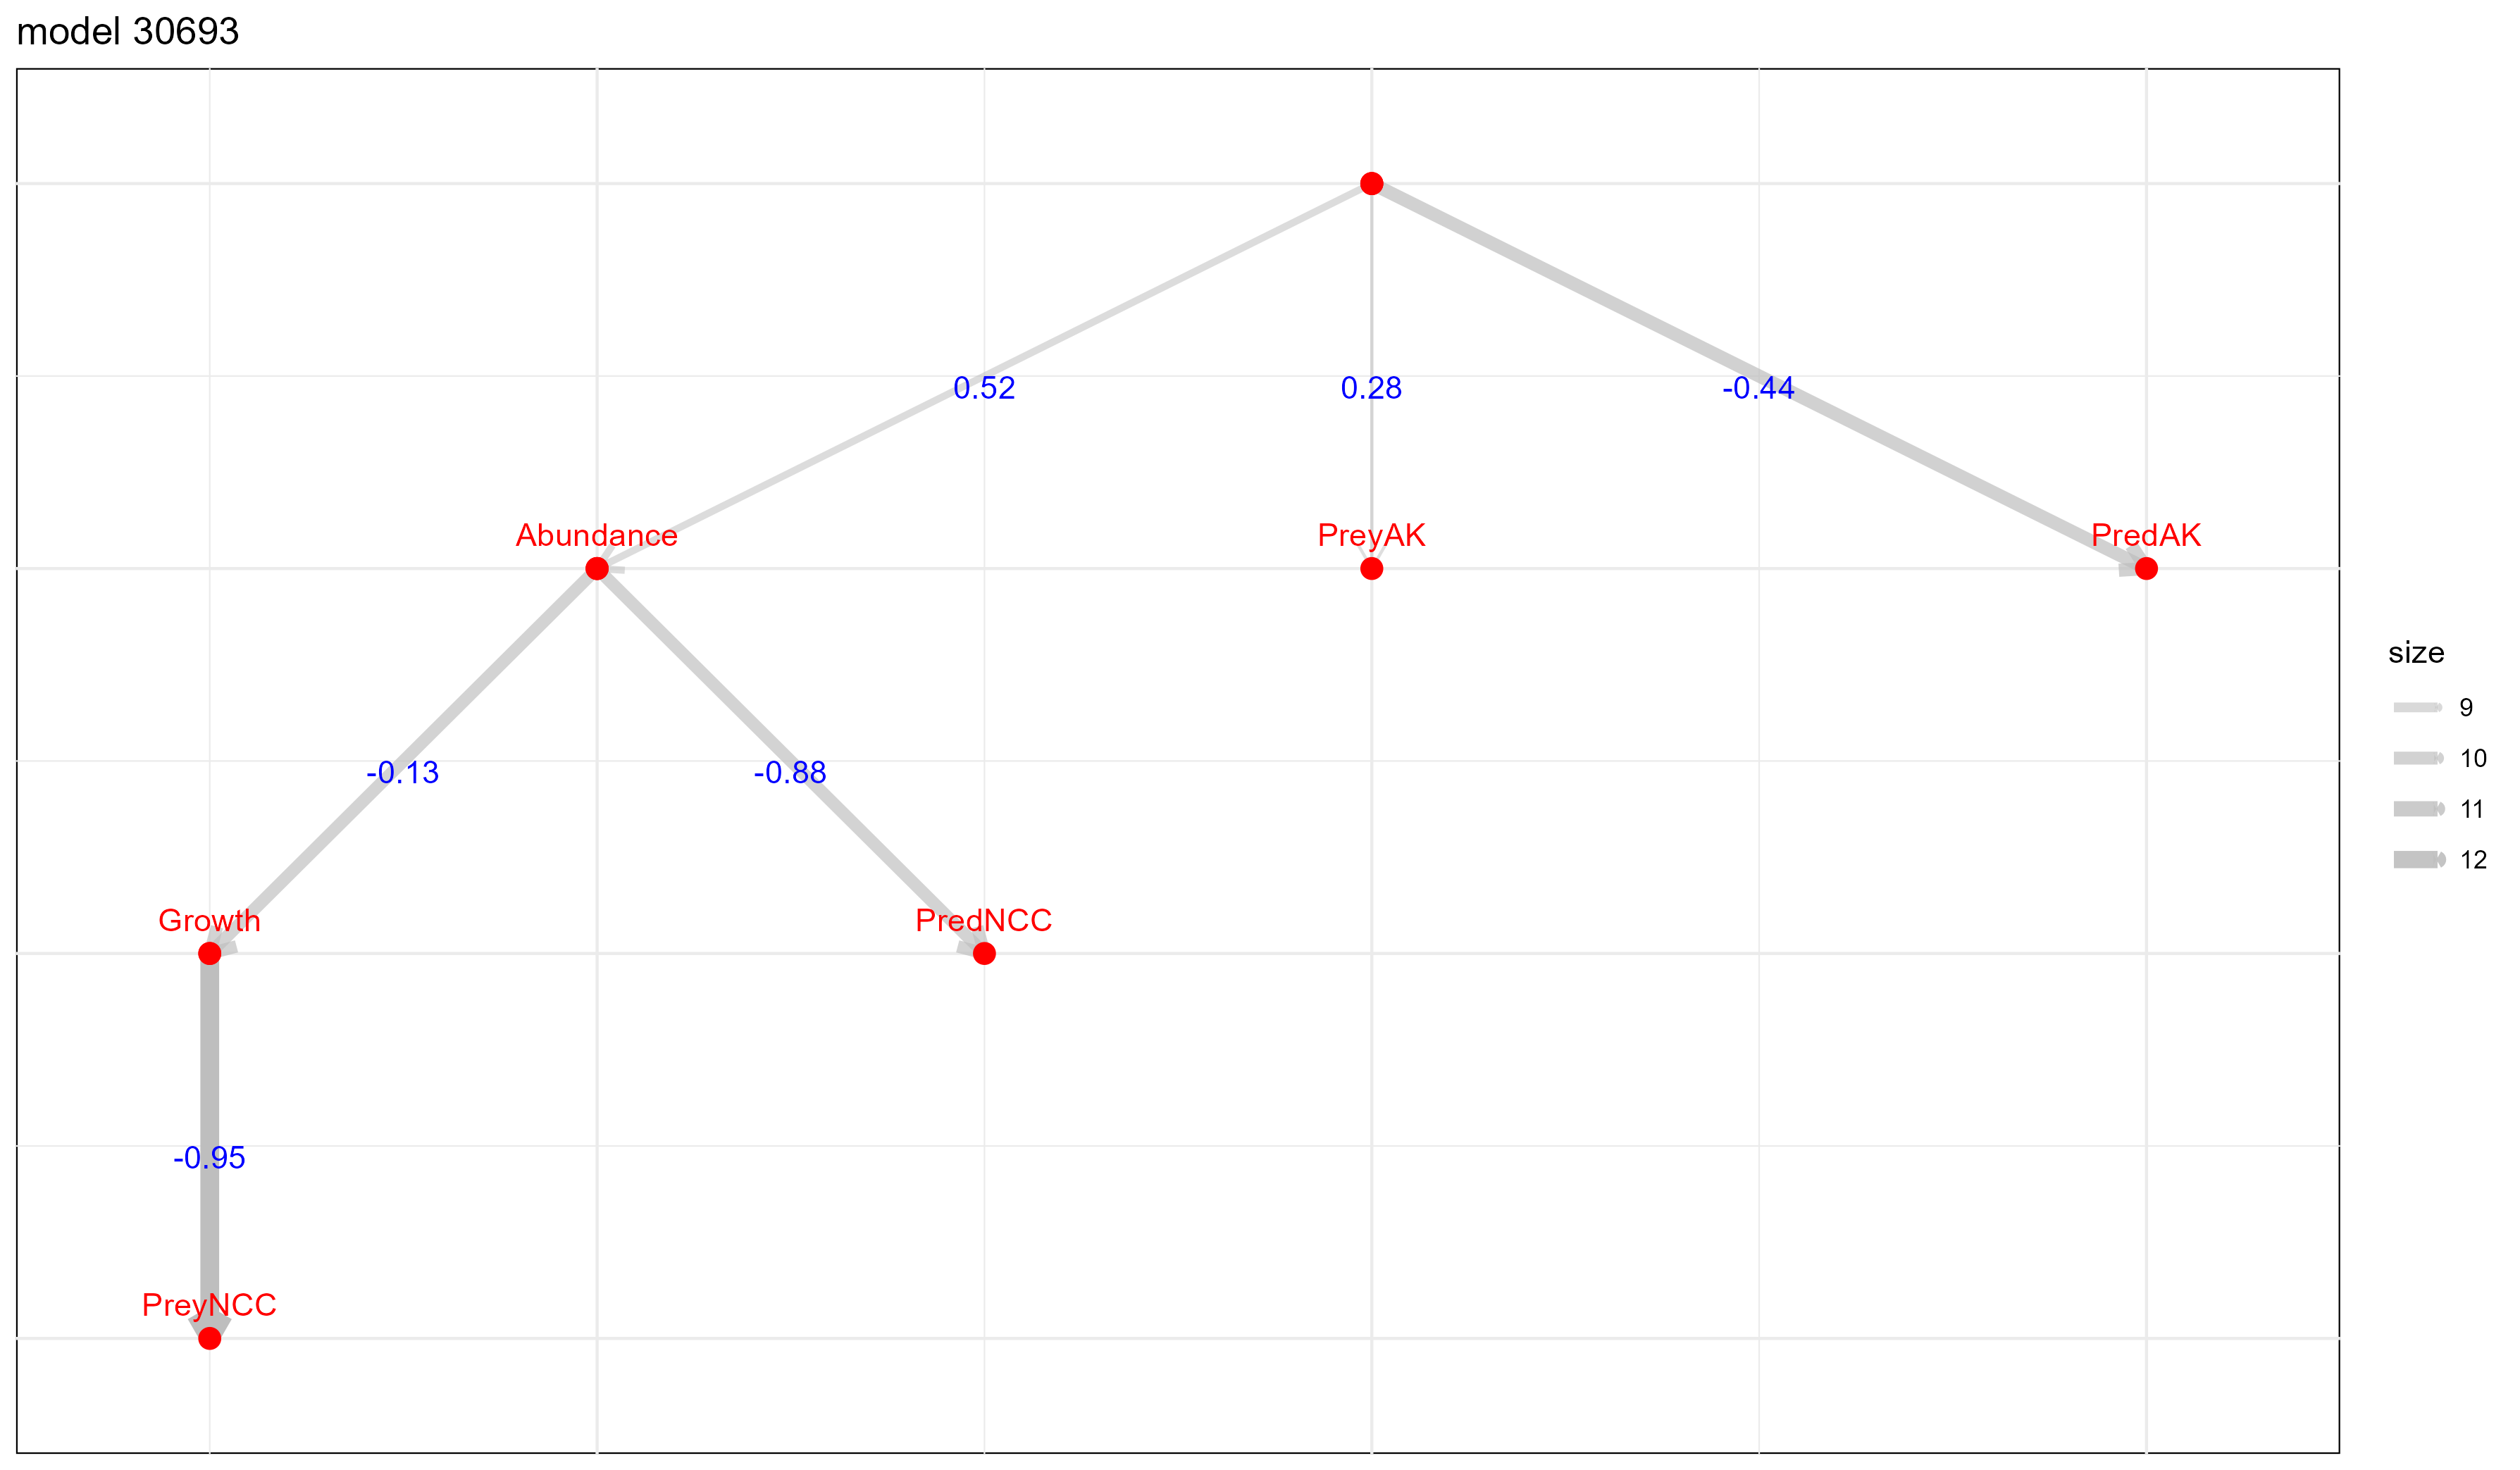 model 30693
0.52
0.28
-0.44
Abundance
PreyAK
PredAK
size
9
10
11
12
-0.13
-0.88
Growth
PredNCC
-0.95
PreyNCC